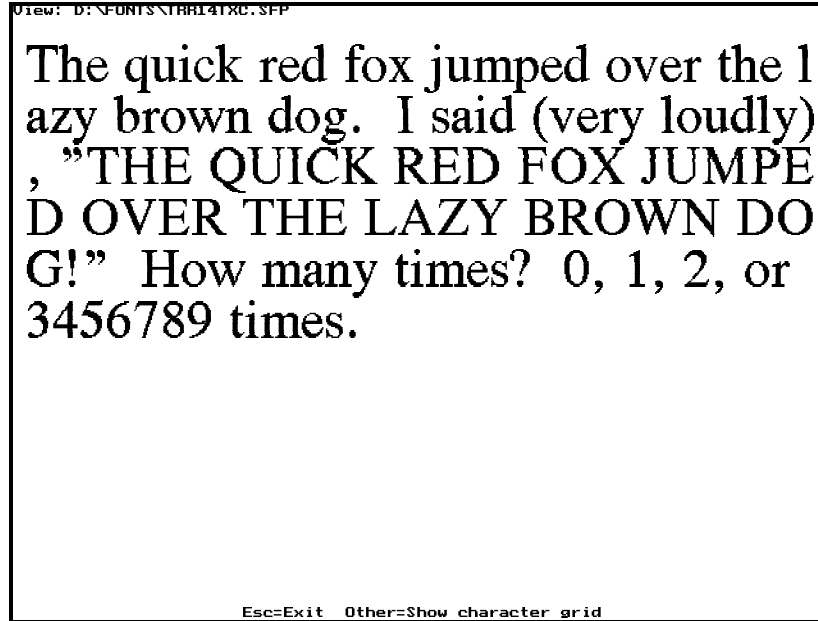 View: D:\FONTS\TRR14TXC.SFP
The quick red fox jumped over the l
azy brown dog.  I said (very loudly)
, ”THE QUICK RED FOX JUMPE
D OVER THE LAZY BROWN DO
G!”  How many times?  0, 1, 2, or
3456789 times.
Esc=Exit  Other=Show character grid